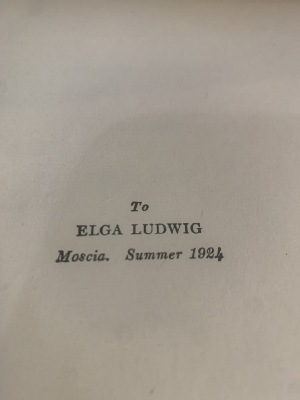 To
ELGA LUDWIG
Moscia. Summer 1924